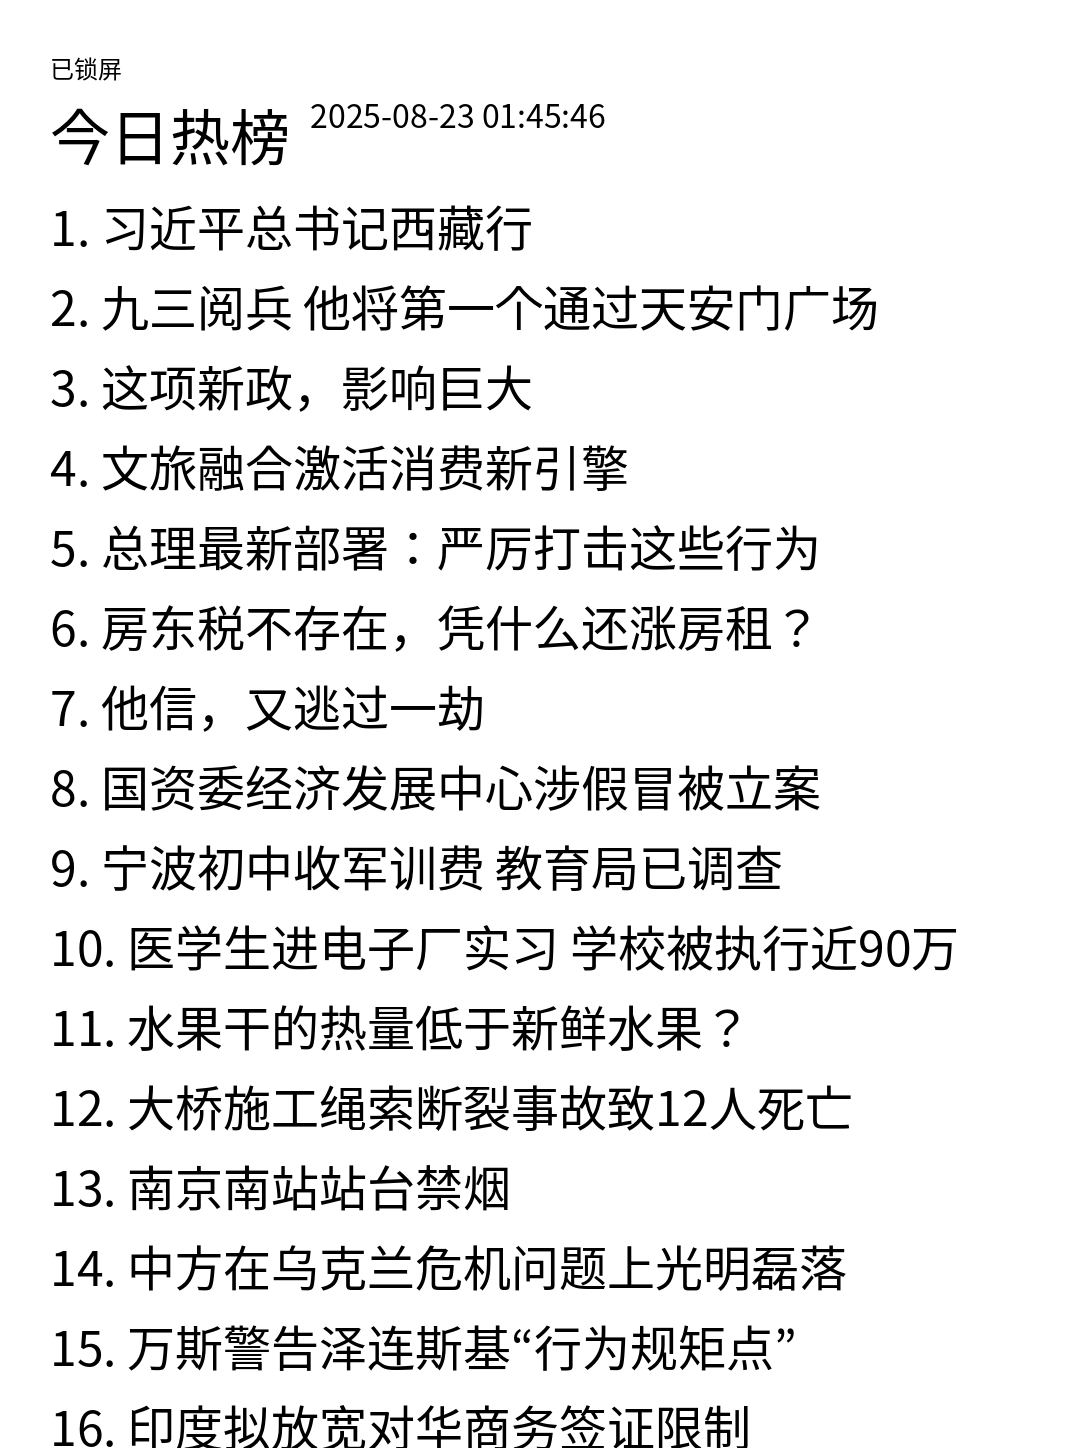 已锁屏
今日热榜 2025-08-23 01:45:46
1. 习近平总书记西藏行
2. 九三阅兵 他将第一个通过天安门广场
3. 这项新政，影响巨大
4. 文旅融合激活消费新引擎
5. 总理最新部署：严厉打击这些行为
6. 房东税不存在，凭什么还涨房租？
7. 他信，又逃过一劫
8. 国资委经济发展中心涉假冒被立案
9. 宁波初中收军训费 教育局已调查
10. 医学生进电子厂实习 学校被执行近90万
11. 水果干的热量低于新鲜水果？
12. 大桥施工绳索断裂事故致12人死亡
13. 南京南站站台禁烟
14. 中方在乌克兰危机问题上光明磊落
15. 万斯警告泽连斯基“行为规矩点”
16. 印度拟放宽对华商务签证限制